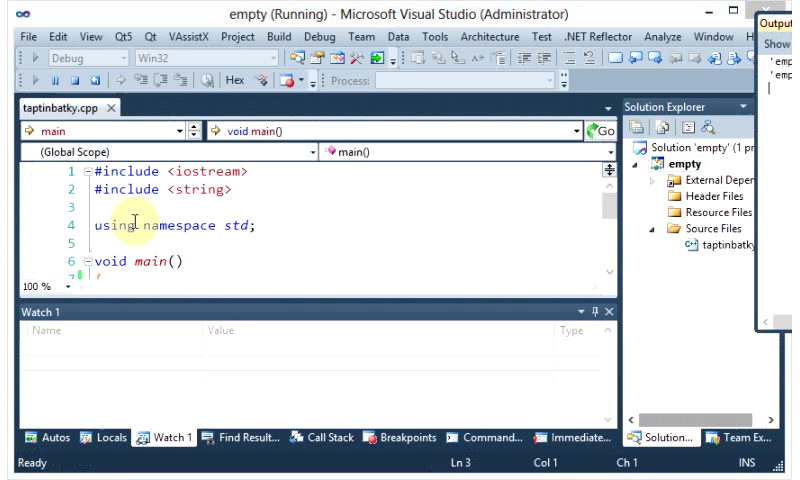 empty (Running) - Microsoft Visual Studio (Administrator)
File Edit View Qt5 Qt VAssistX Project Build Debug Team Data Tools Architecture Test .NET Reflector Analyze Window H
Debug Win32
Hex Process:
taptinbatky.cpp
main void main() Go
(Global Scope) main()
1 #include <iostream>
2 #include <string>
3
4 using namespace std;
5
6 void main()
7 {
100 %
Watch 1
Name Value Type
Autos Locals Watch 1 Find Result... Call Stack Breakpoints Command... Immediate...
Solution Explorer
Solution 'empty' (1 pr
empty
External Deper
Header Files
Resource Files
Source Files
taptinbatky
Solution... Team Ex...
Output
Show
'emp
'emp
Ready Ln 3 Col 1 Ch 1 INS